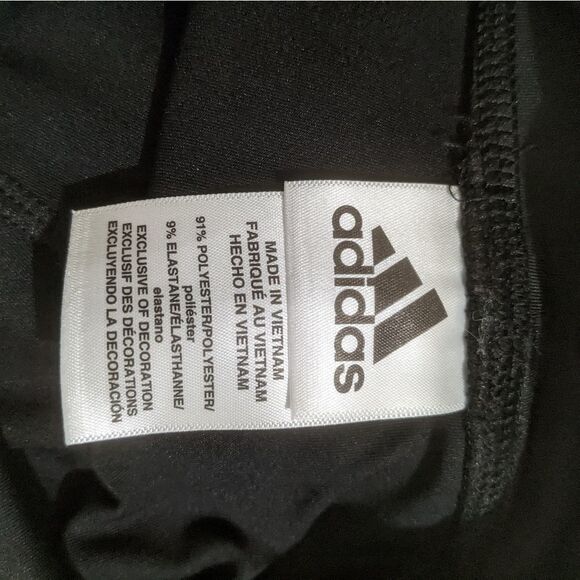 adidas
MADE IN VIETNAM
FABRIQUÉ AU VIETNAM
HECHO EN VIETNAM
91% POLYESTER/POLYESTER/
poliéster
9% ELASTANE/ÉLASTHANNE/
elastano
EXCLUSIVE OF DECORATION
EXCLUSIF DES DÉCORATIONS
EXCLUYENDO LA DECORACIÓN